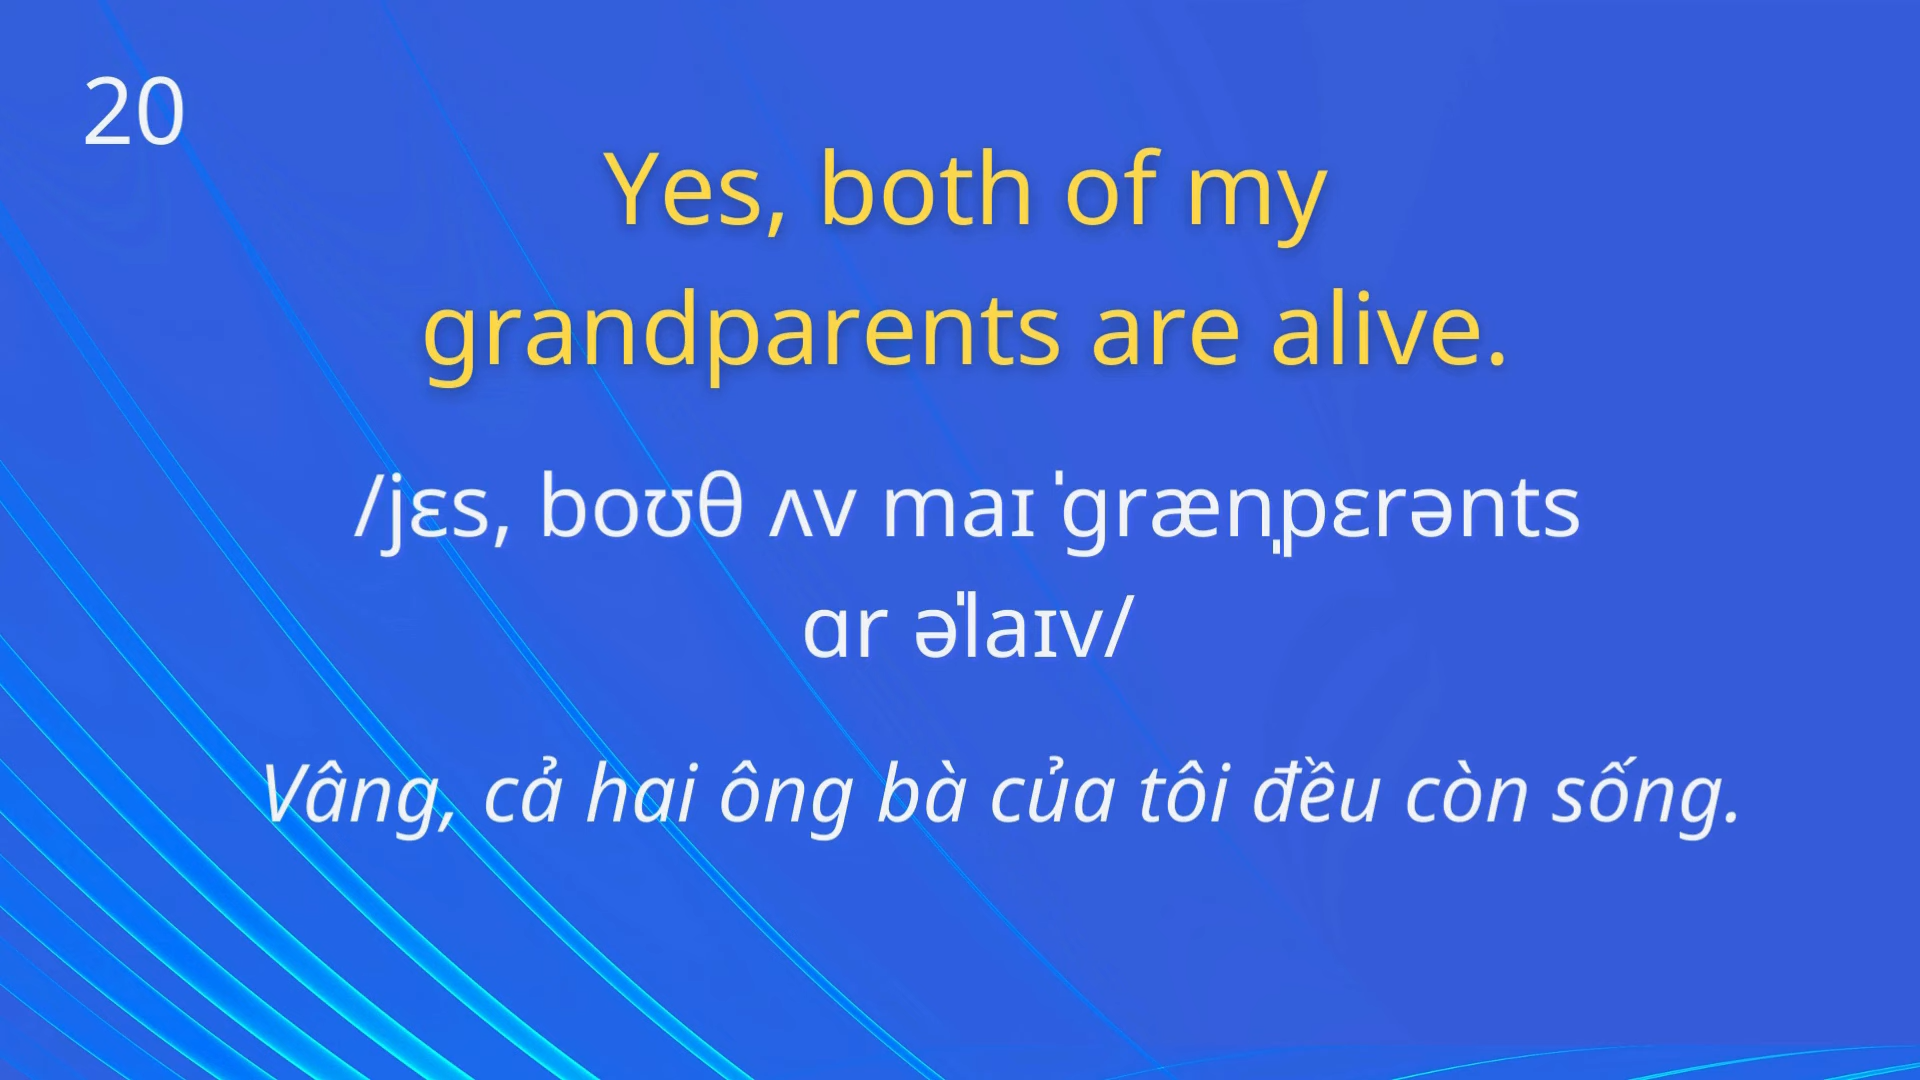 20
Yes, both of my
grandparents are alive.
/jɛs, boʊθ ʌv maɪ ˈgrænˌpɛrənts
ɑr əˈlaɪv/
Vâng, cả hai ông bà của tôi đều còn sống.